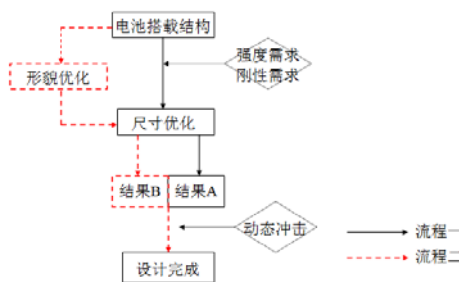 电池搭载结构
强度需求
刚性需求
形貌优化
尺寸优化
结果B
结果A
动态冲击
设计完成
流程一
流程二